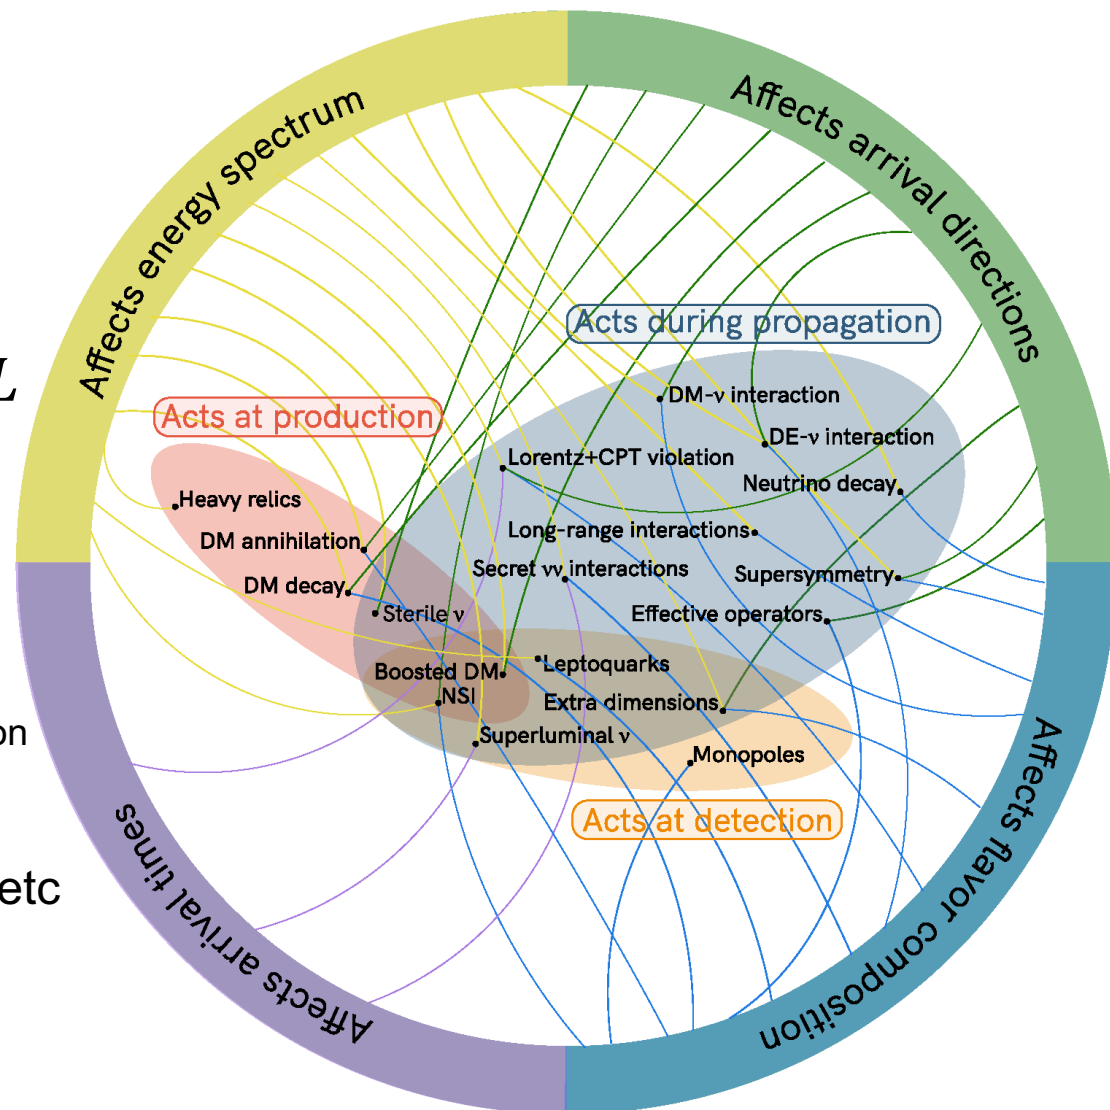 Affects energy spectrum
Affects arrival directions
Acts during propagation
L
DM-ν interaction
Acts at production
DE-ν interaction
Lorentz+CPT violation
Neutrino decay
Heavy relics
Long-range interactions
DM annihilation
Secret νν interactions
Supersymmetry
DM decay
Sterile ν
Effective operators
Leptoquarks
Boosted DM
NSI
Extra dimensions
on
Superluminal ν
Monopoles
Acts at detection
etc
Affects arrival times
Affects flavor composition